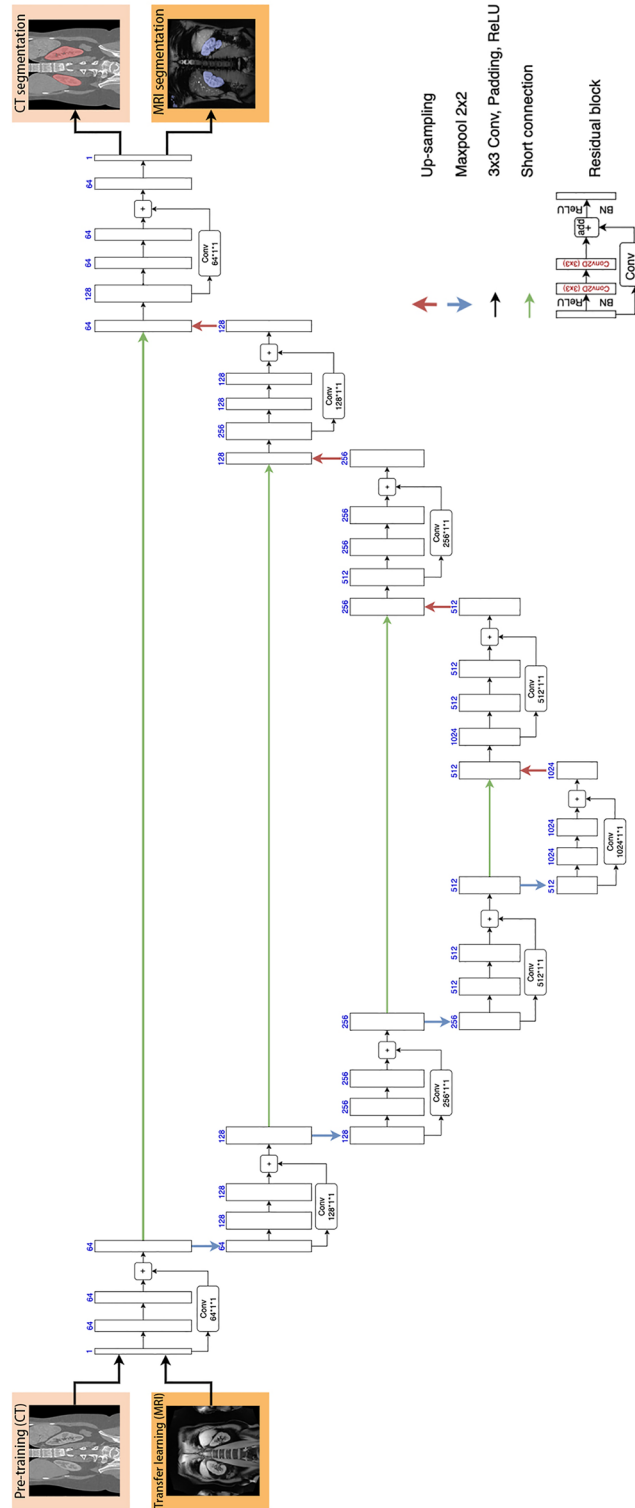 Pre-training (CT)
Transfer learning (MRI)
CT segmentation
MRI segmentation
1 64 64 64 64 128 64 64 64 1
+ +
Conv
64*1*1
Conv
64*1*1
64 128 128 128 128 256 128 128 128
+ +
Conv
128*1*1
Conv
128*1*1
128 256 256 256 256 512 256 256 256
+ +
Conv
256*1*1
Conv
256*1*1
256 512 512 512 512 1024 512 512 512
+ +
Conv
512*1*1
Conv
512*1*1
512 1024 1024 1024
+
Conv
1024*1*1
Up-sampling
Maxpool 2x2
3x3 Conv, Padding, ReLU
Short connection
Residual block
BN
ReLU
Conv2D (3x3)
Conv2D (3x3)
add
+
BN
ReLU
Conv